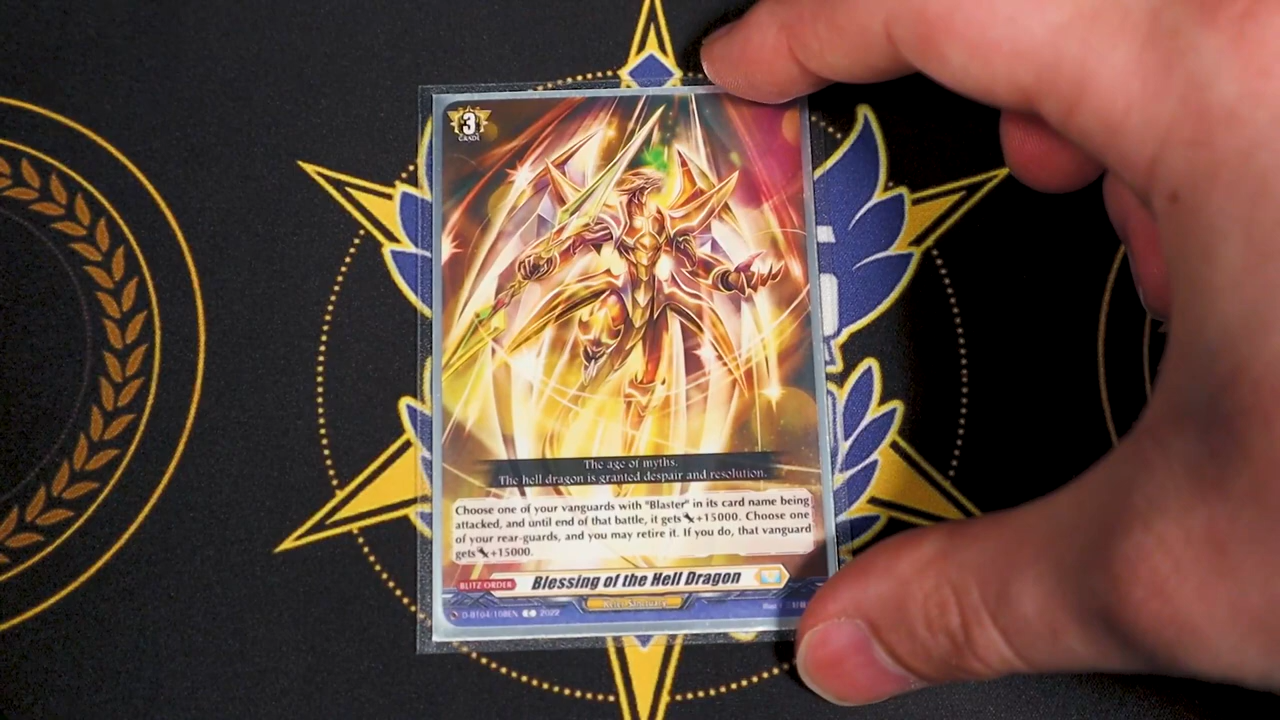 3
The age of myths.
The hell dragon is granted despair and resolution.
Choose one of your vanguards with "Blaster" in its card name being
attacked, and until end of that battle, it gets +15000. Choose one
of your rear-guards, and you may retire it. If you do, that vanguard
gets +15000.
BLITZ ORDER
Blessing of the Hell Dragon
Keter Sanctuary
D-BT04/108EN C 2022